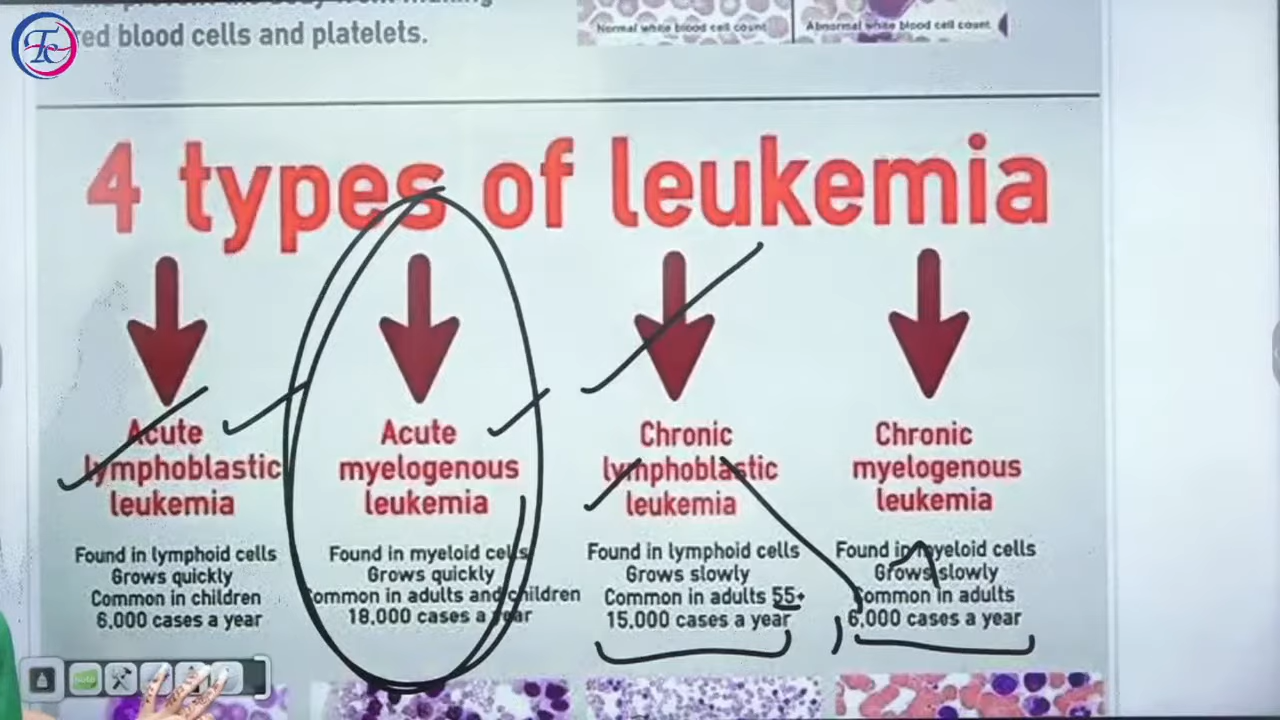 red blood cells and platelets.
Normal white blood cell count
Abnormal white blood cell count
4 types of leukemia
Acute
lymphoblastic
leukemia
Found in lymphoid cells
Grows quickly
Common in children
6,000 cases a year
Acute
myelogenous
leukemia
Found in myeloid cells
Grows quickly
Common in adults and children
18,000 cases a year
Chronic
lymphoblastic
leukemia
Found in lymphoid cells
Grows slowly
Common in adults 55+
15,000 cases a year
Chronic
myelogenous
leukemia
Found in myeloid cells
Grows slowly
Common in adults
6,000 cases a year